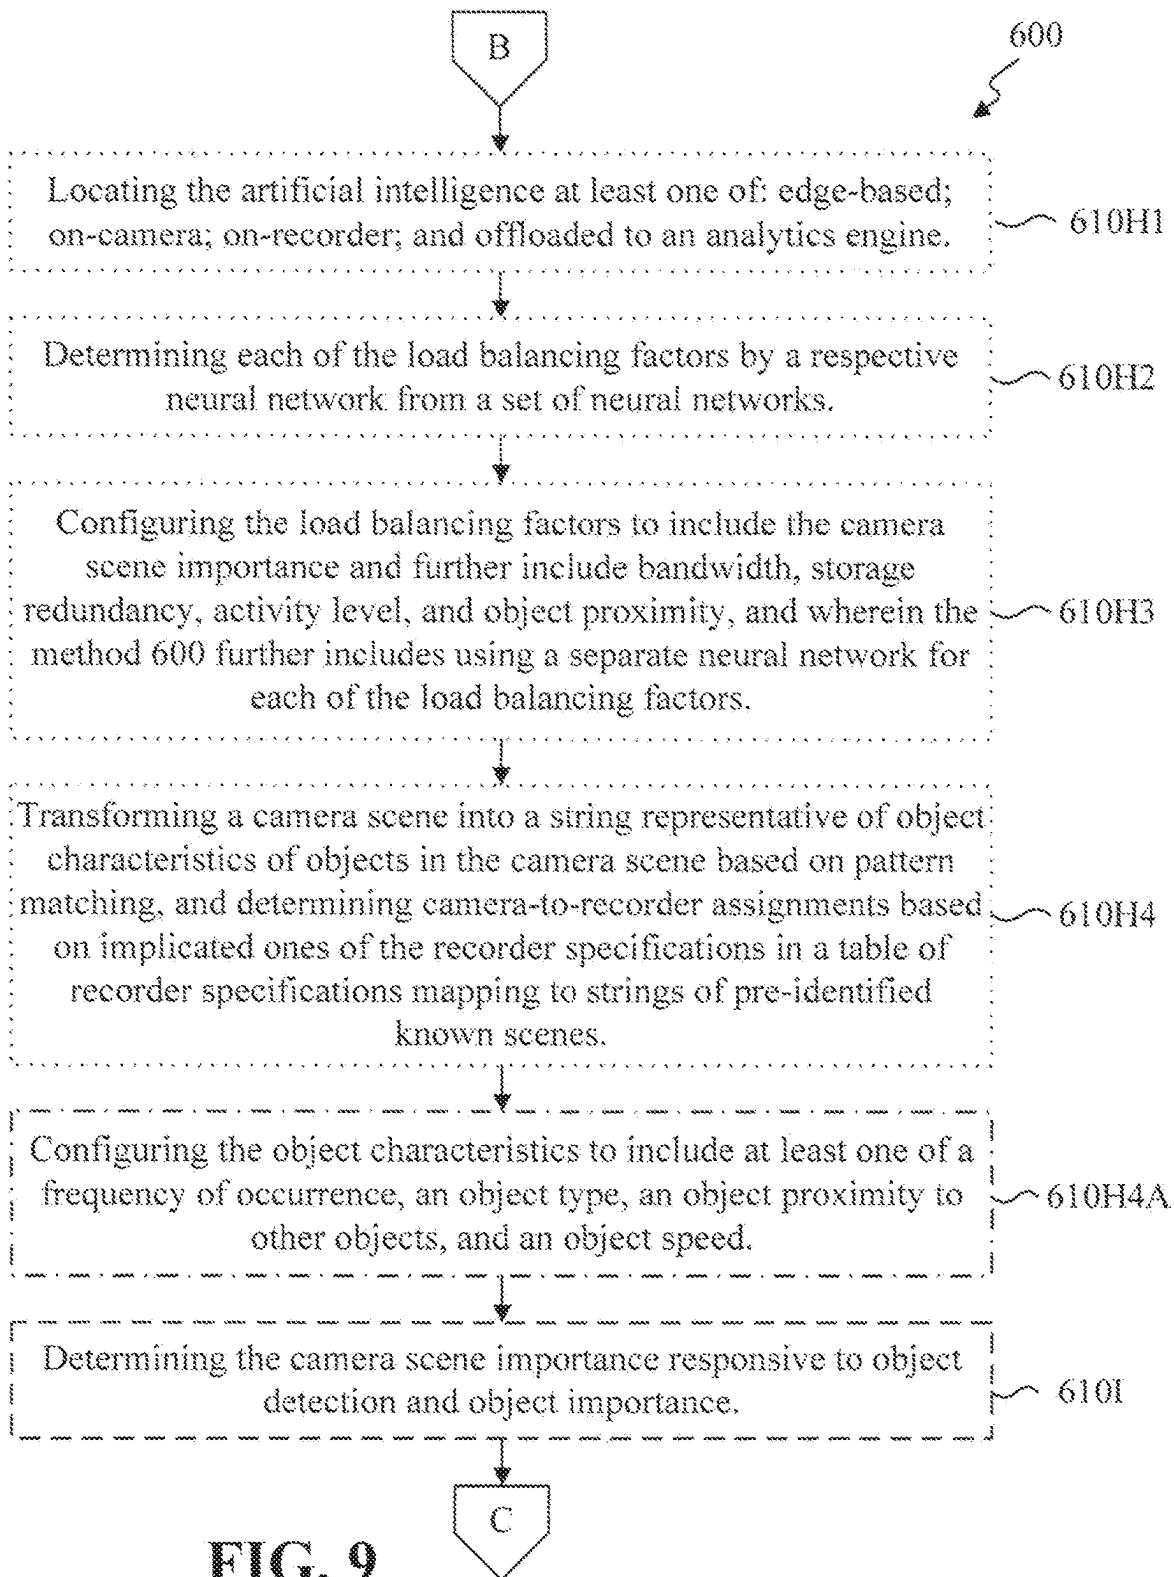 B
600
Locating the artificial intelligence at least one of: edge-based;
on-camera; on-recorder; and offloaded to an analytics engine.
610H1
Determining each of the load balancing factors by a respective
neural network from a set of neural networks.
610H2
Configuring the load balancing factors to include the camera
scene importance and further include bandwidth, storage
redundancy, activity level, and object proximity, and wherein the
method 600 further includes using a separate neural network for
each of the load balancing factors.
610H3
Transforming a camera scene into a string representative of object
characteristics of objects in the camera scene based on pattern
matching, and determining camera-to-recorder assignments based
on implicated ones of the recorder specifications in a table of
recorder specifications mapping to strings of pre-identified
known scenes.
610H4
Configuring the object characteristics to include at least one of a
frequency of occurrence, an object type, an object proximity to
other objects, and an object speed.
610H4A
Determining the camera scene importance responsive to object
detection and object importance.
610I
C
FIG. 9